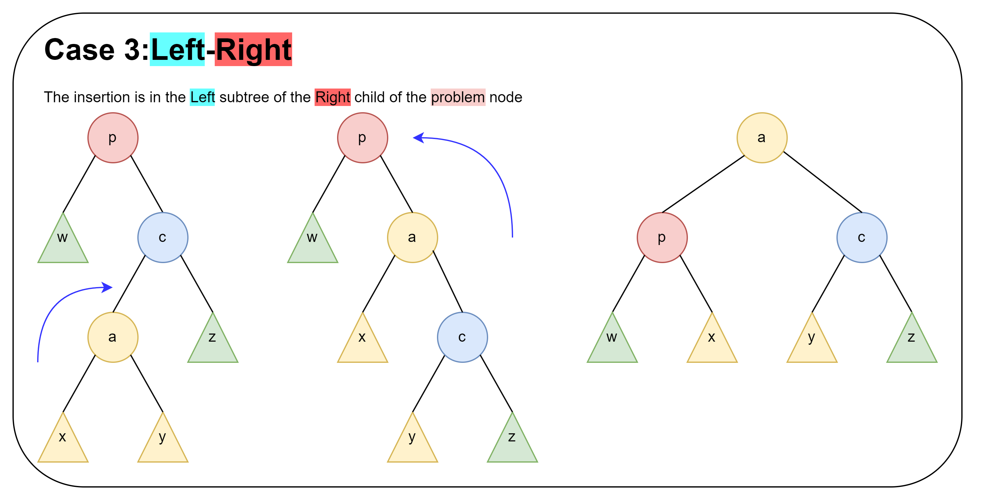 Case 3:Left-Right
The insertion is in the Left subtree of the Right child of the problem node
p
p
a
w
c
w
a
p
c
a
z
x
c
w
x
y
z
x
y
y
z